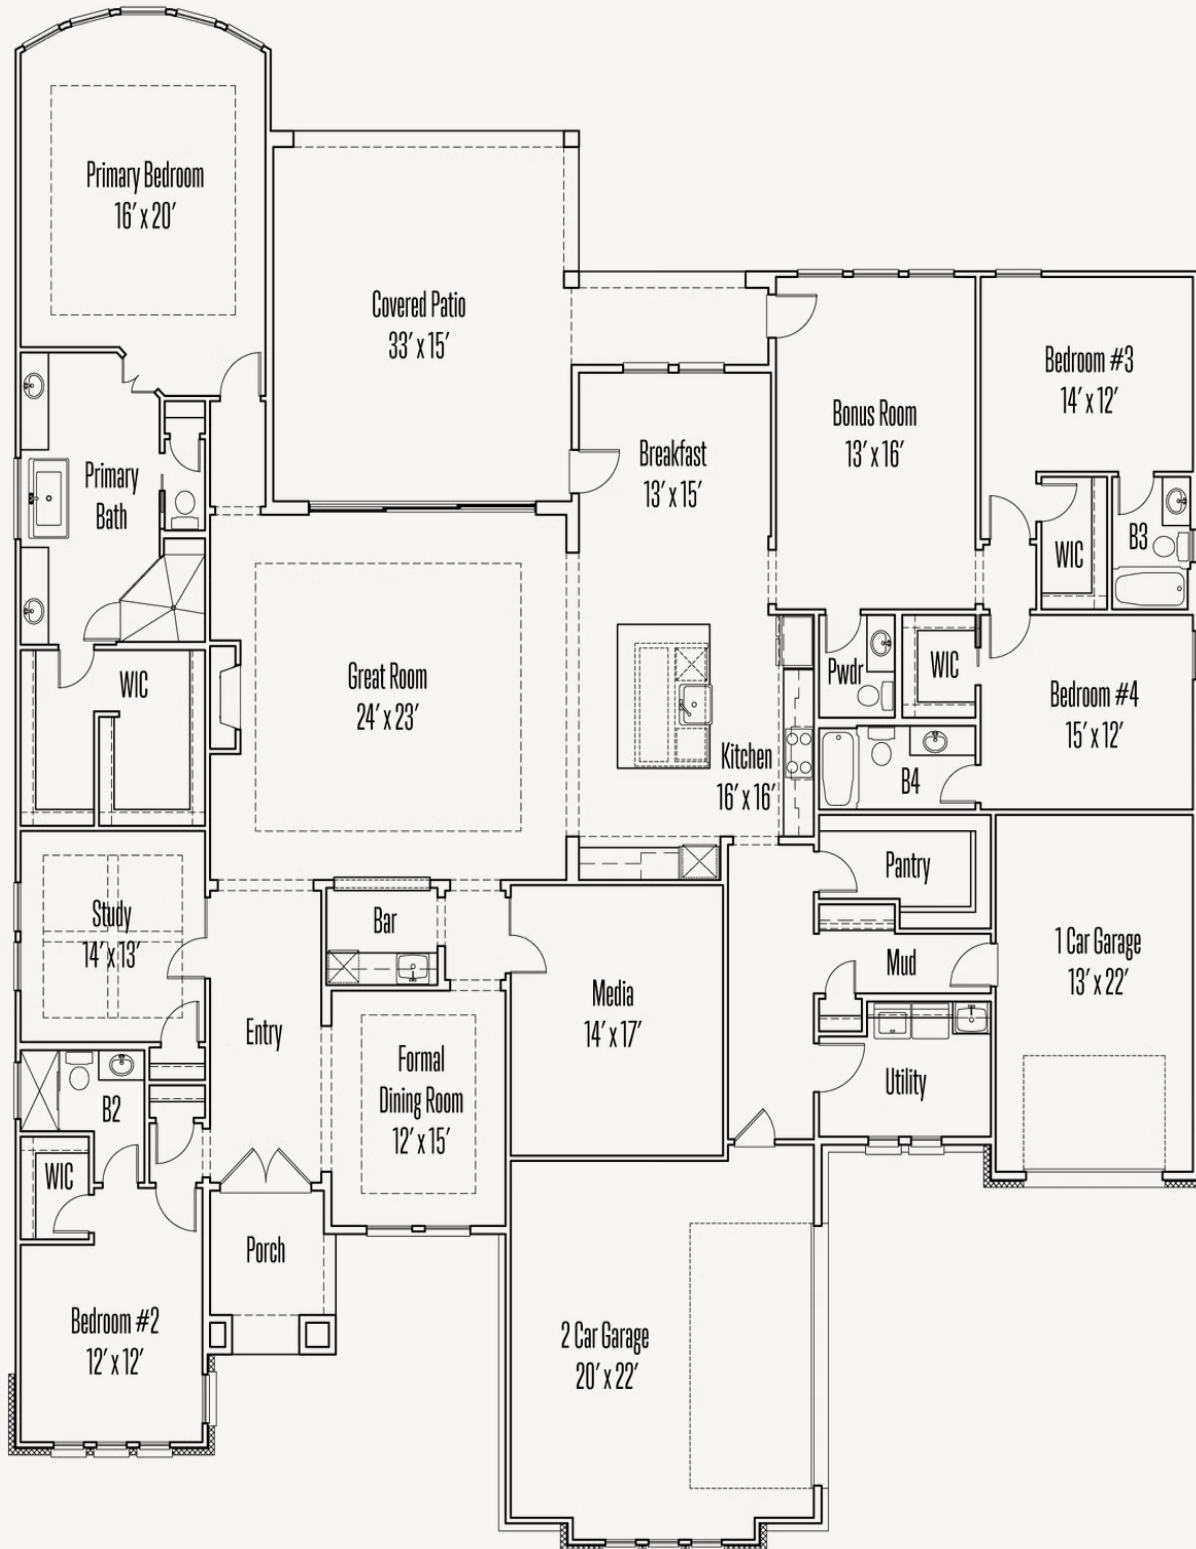 Primary Bedroom
16' x 20'
Covered Patio
33' x 15'
Bedroom #3
14' x 12'
Bonus Room
13' x 16'
Breakfast
13' x 15'
Primary
Bath
B3
WIC
WIC
Great Room
24' x 23'
Pwdr
WIC
Bedroom #4
15' x 12'
Kitchen
16' x 16'
B4
Pantry
Study
14' x 13'
Bar
1 Car Garage
13' x 22'
Mud
Media
14' x 17'
Entry
Formal
Dining Room
12' x 15'
Utility
B2
WIC
Porch
Bedroom #2
12' x 12'
2 Car Garage
20' x 22'